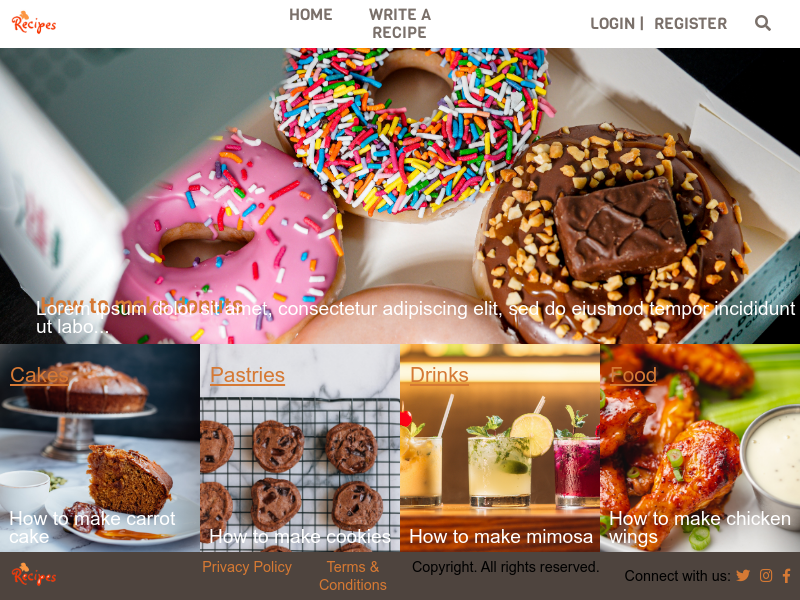 Recipes
HOME
WRITE A
RECIPE
LOGIN |
REGISTER
How to make donuts
Lorem ipsum dolor sit amet, consectetur adipiscing elit, sed do eiusmod tempor incididunt
ut labo...
Cakes
Pastries
Drinks
Food
How to make carrot
cake
How to make cookies
How to make mimosa
How to make chicken
wings
Recipes
Privacy Policy
Terms &
Conditions
Copyright. All rights reserved.
Connect with us: